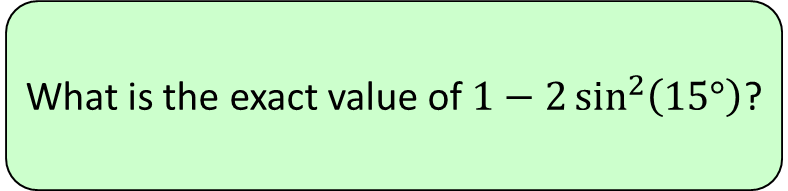 What is the exact value of 1 − 2 sin²(15°)?